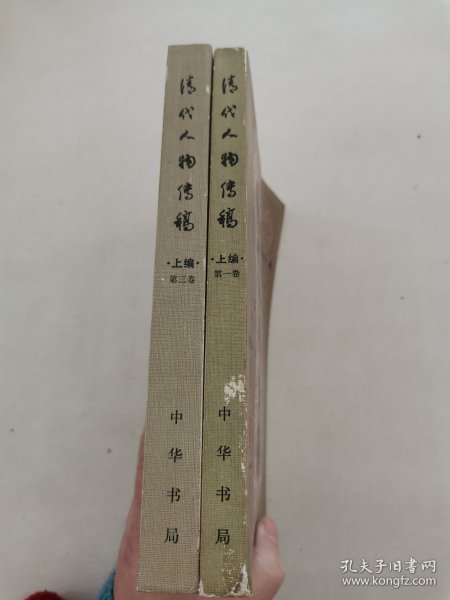 清代人物传稿
·上编·
第三卷
中华书局
清代人物传稿
·上编·
第一卷
中华书局
孔夫子旧书网
www.kongfz.com